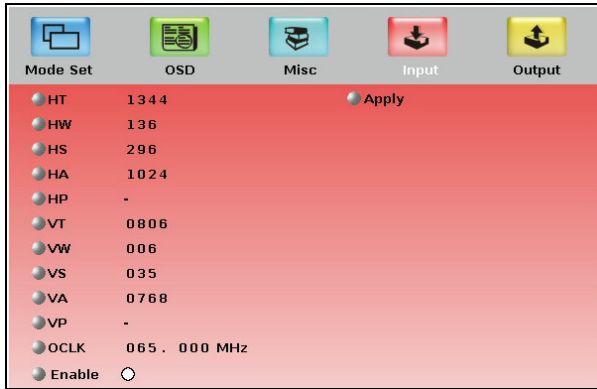 Mode Set OSD Misc Input Output
HT 1344 Apply
HW 136
HS 296
HA 1024
HP -
VT 0806
VW 006
VS 035
VA 0768
VP -
OCLK 065. 000 MHz
Enable